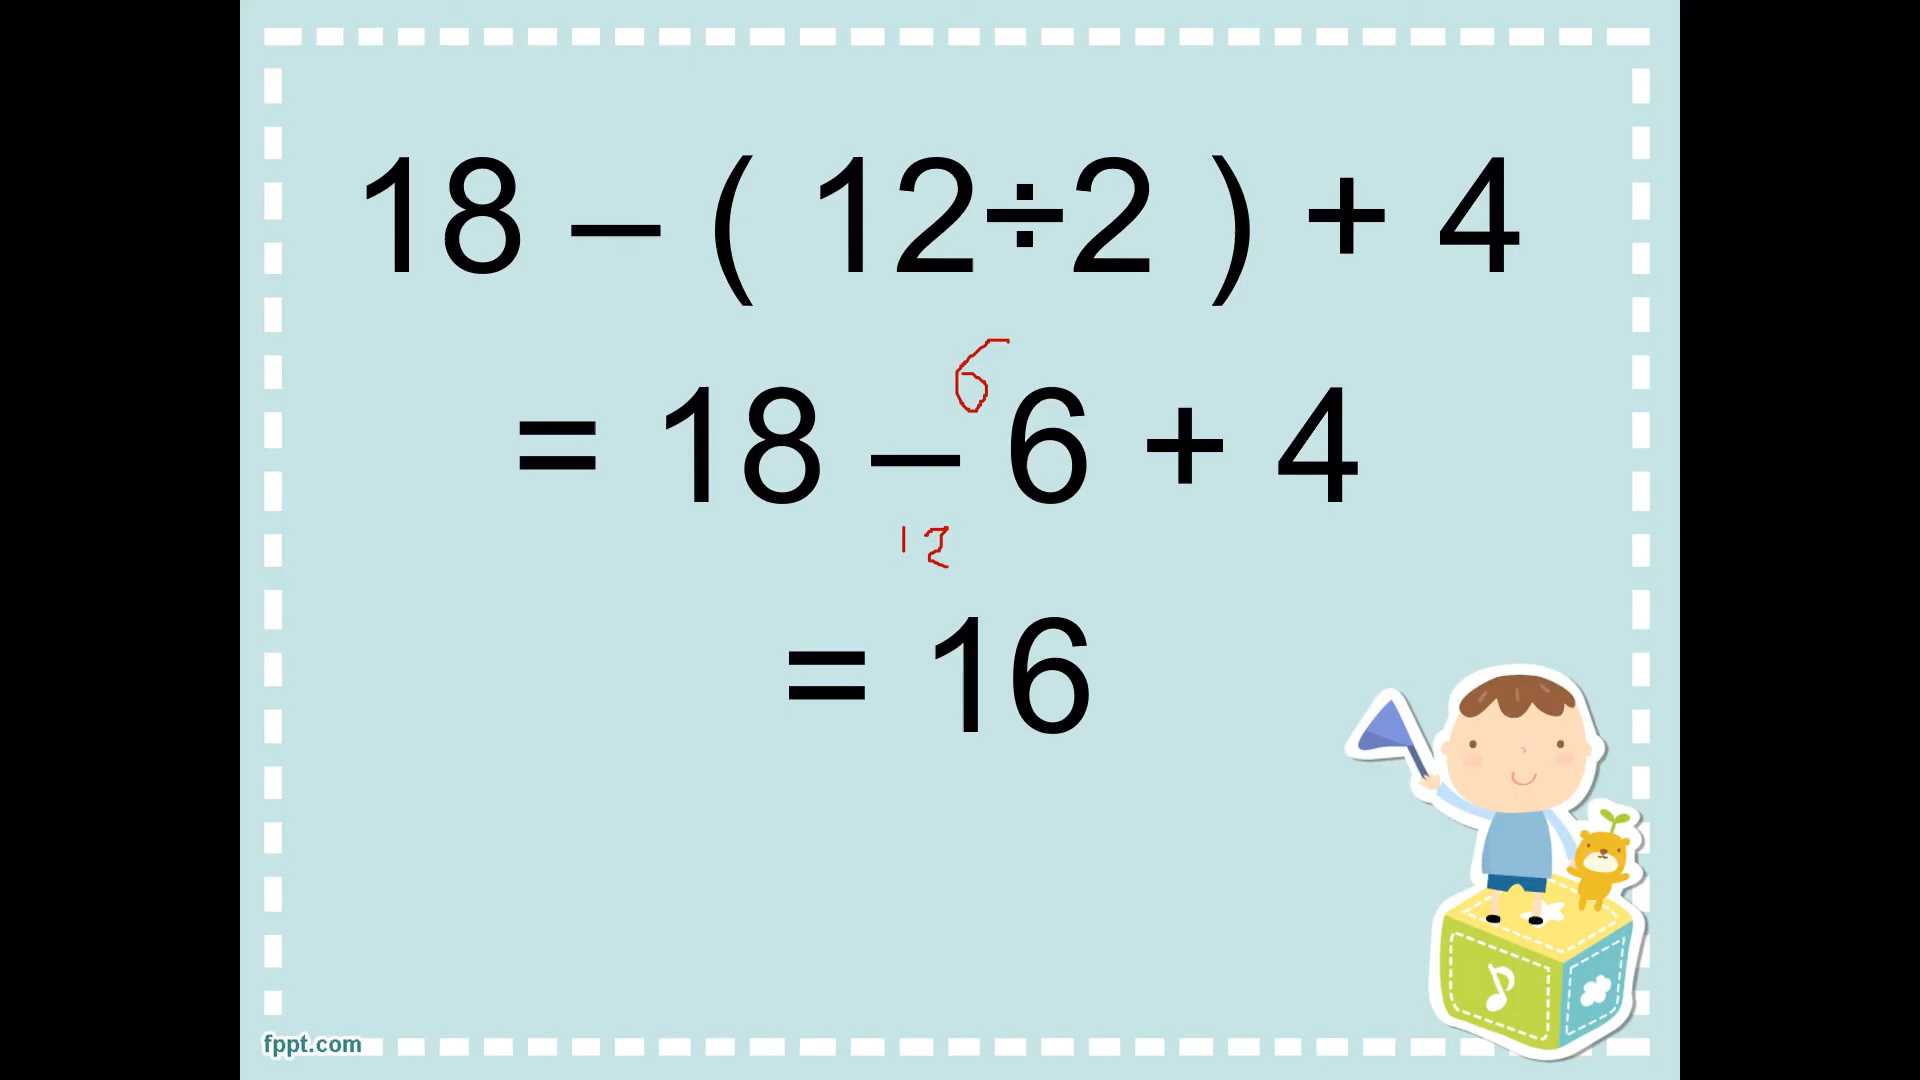 18 – ( 12÷2 ) + 4
6
= 18 – 6 + 4
12
= 16
fppt.com